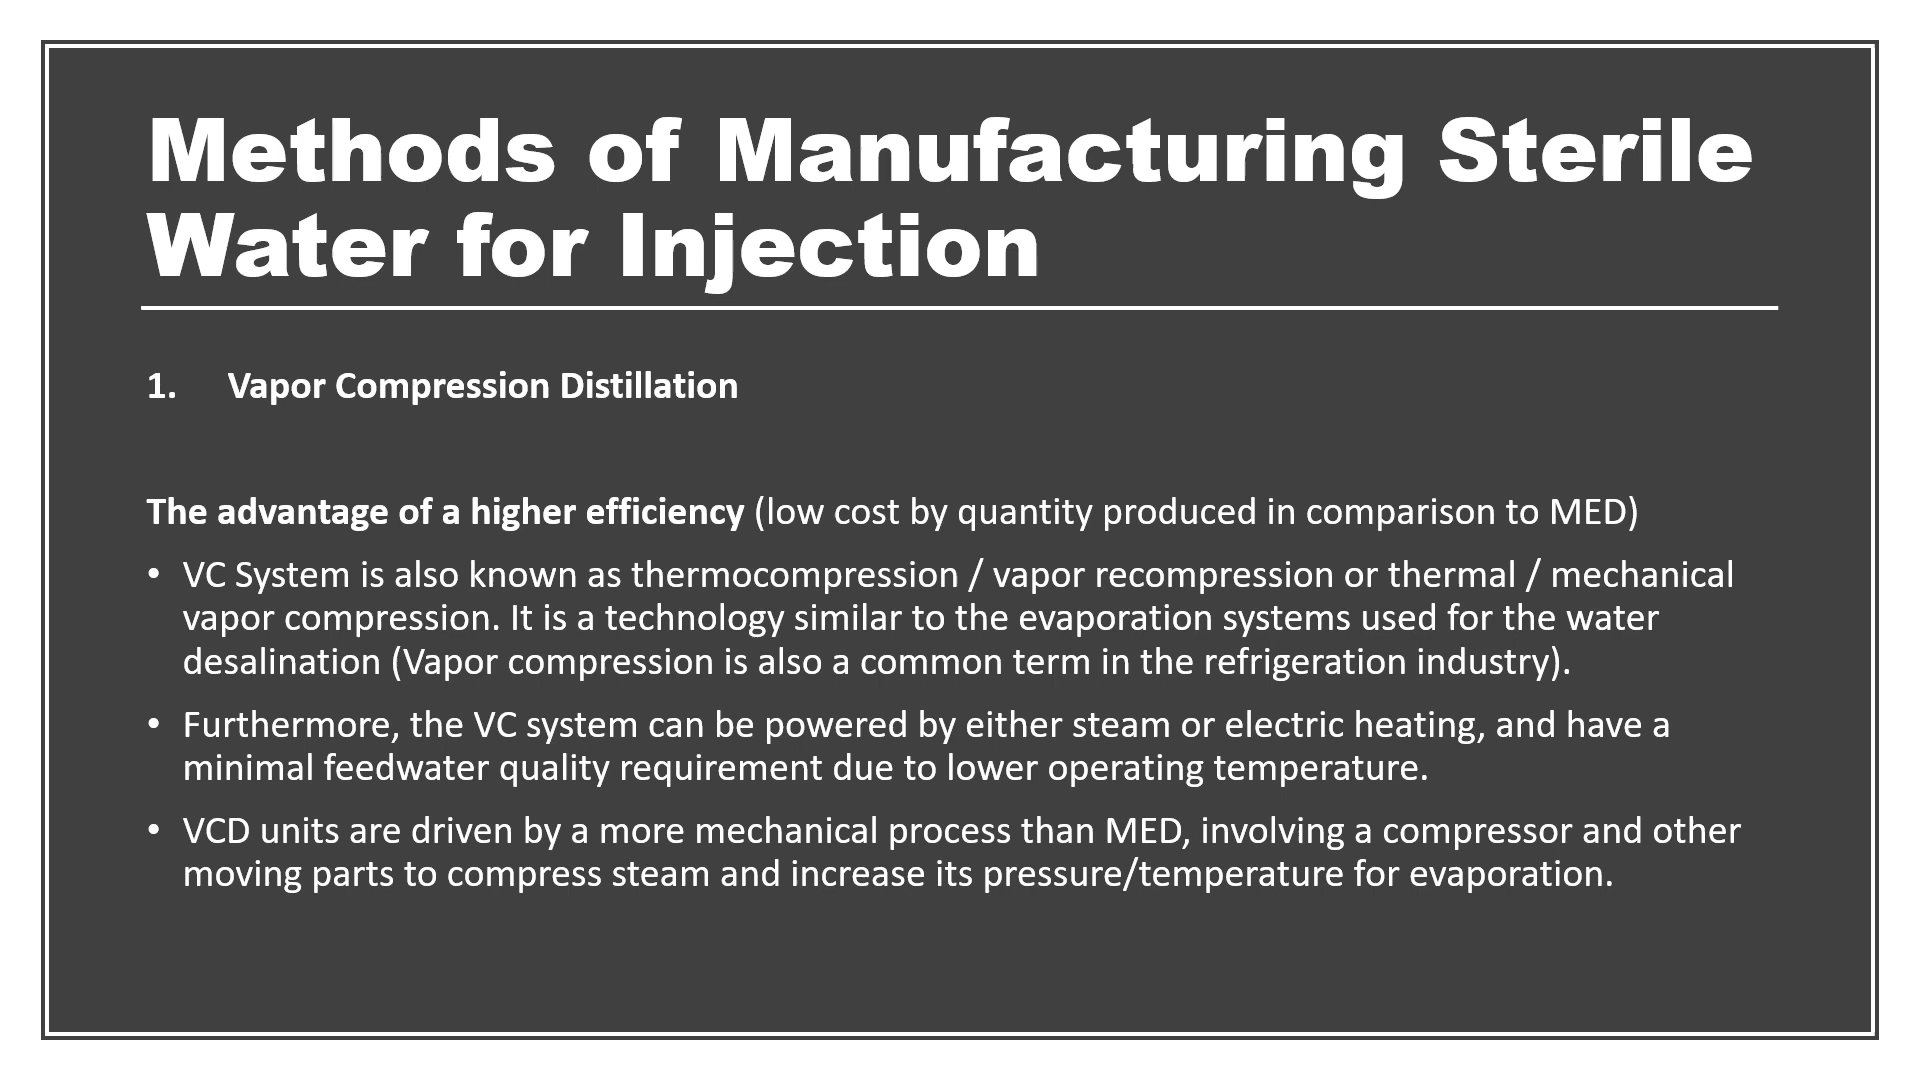 Methods of Manufacturing Sterile
Water for Injection
1. Vapor Compression Distillation
The advantage of a higher efficiency (low cost by quantity produced in comparison to MED)
• VC System is also known as thermocompression / vapor recompression or thermal / mechanical
vapor compression. It is a technology similar to the evaporation systems used for the water
desalination (Vapor compression is also a common term in the refrigeration industry).
• Furthermore, the VC system can be powered by either steam or electric heating, and have a
minimal feedwater quality requirement due to lower operating temperature.
• VCD units are driven by a more mechanical process than MED, involving a compressor and other
moving parts to compress steam and increase its pressure/temperature for evaporation.